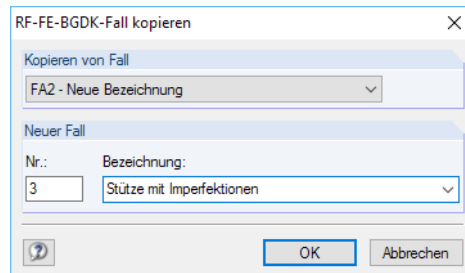 RF-FE-BGDK-Fall kopieren
Kopieren von Fall
FA2 - Neue Bezeichnung
Neuer Fall
Nr.: Bezeichnung:
3 Stütze mit Imperfektionen
OK Abbrechen